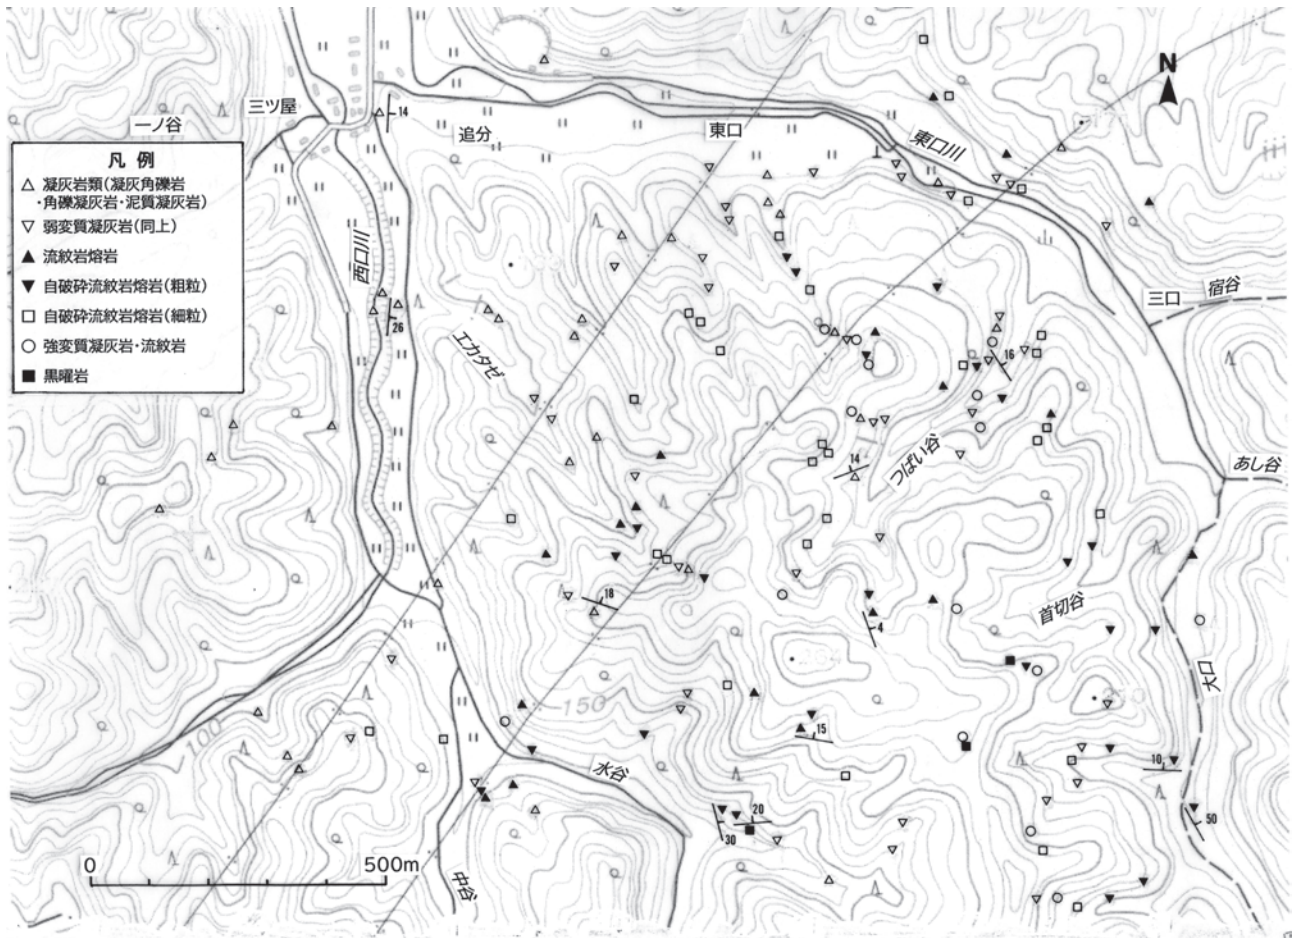 N
三ツ屋
一ノ谷
14
追分
東口
東口川
凡 例
凝灰岩類(凝灰角礫岩
・角礫凝灰岩・泥質凝灰岩)
弱変質凝灰岩(同上)
流紋岩熔岩
自破砕流紋岩熔岩(粗粒)
自破砕流紋岩熔岩(細粒)
強変質凝灰岩・流紋岩
黒曜岩
西口川
26
エカタゼ
三口
宿谷
16
つばい谷
14
あし谷
18
4
首切谷
大口
150
15
100
水谷
10
20
30
50
0
500m
中谷